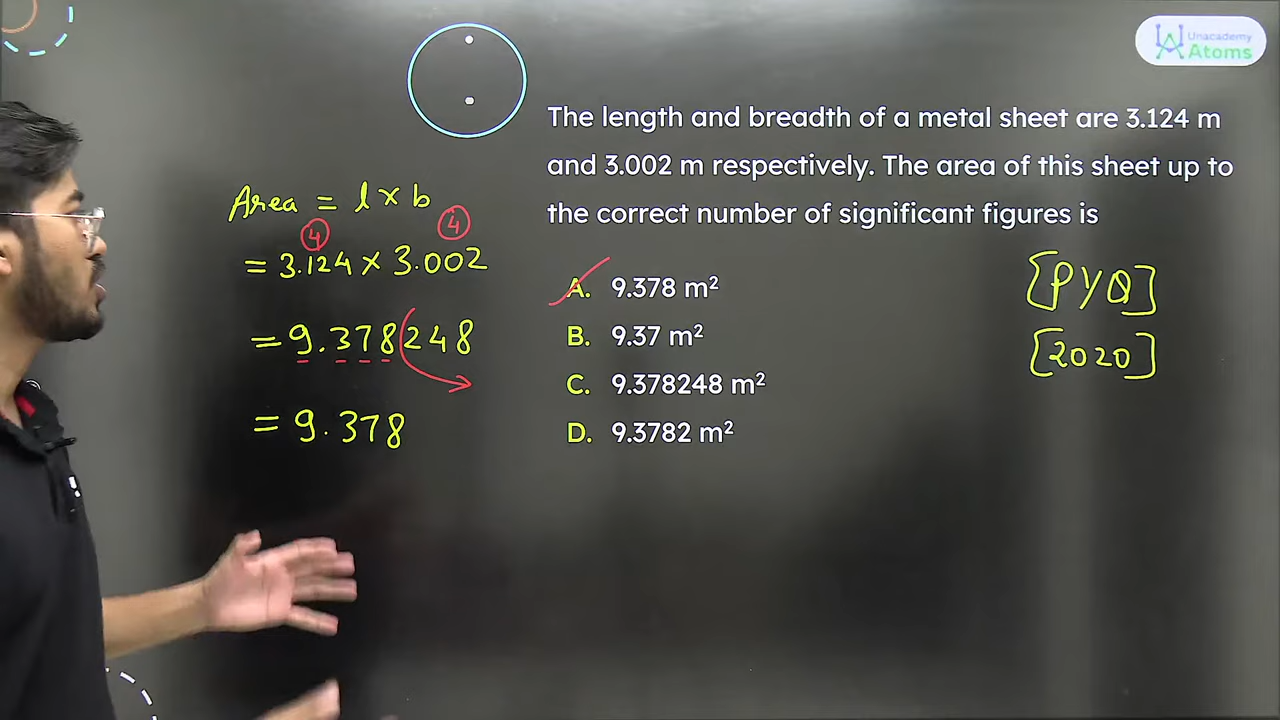 Unacademy
Atoms
The length and breadth of a metal sheet are 3.124 m
and 3.002 m respectively. The area of this sheet up to
the correct number of significant figures is
A. 9.378 m²
B. 9.37 m²
C. 9.378248 m²
D. 9.3782 m²
Area = l × b
4 4
= 3.124 × 3.002
= 9.378248
= 9.378
[PYQ]
[2020]